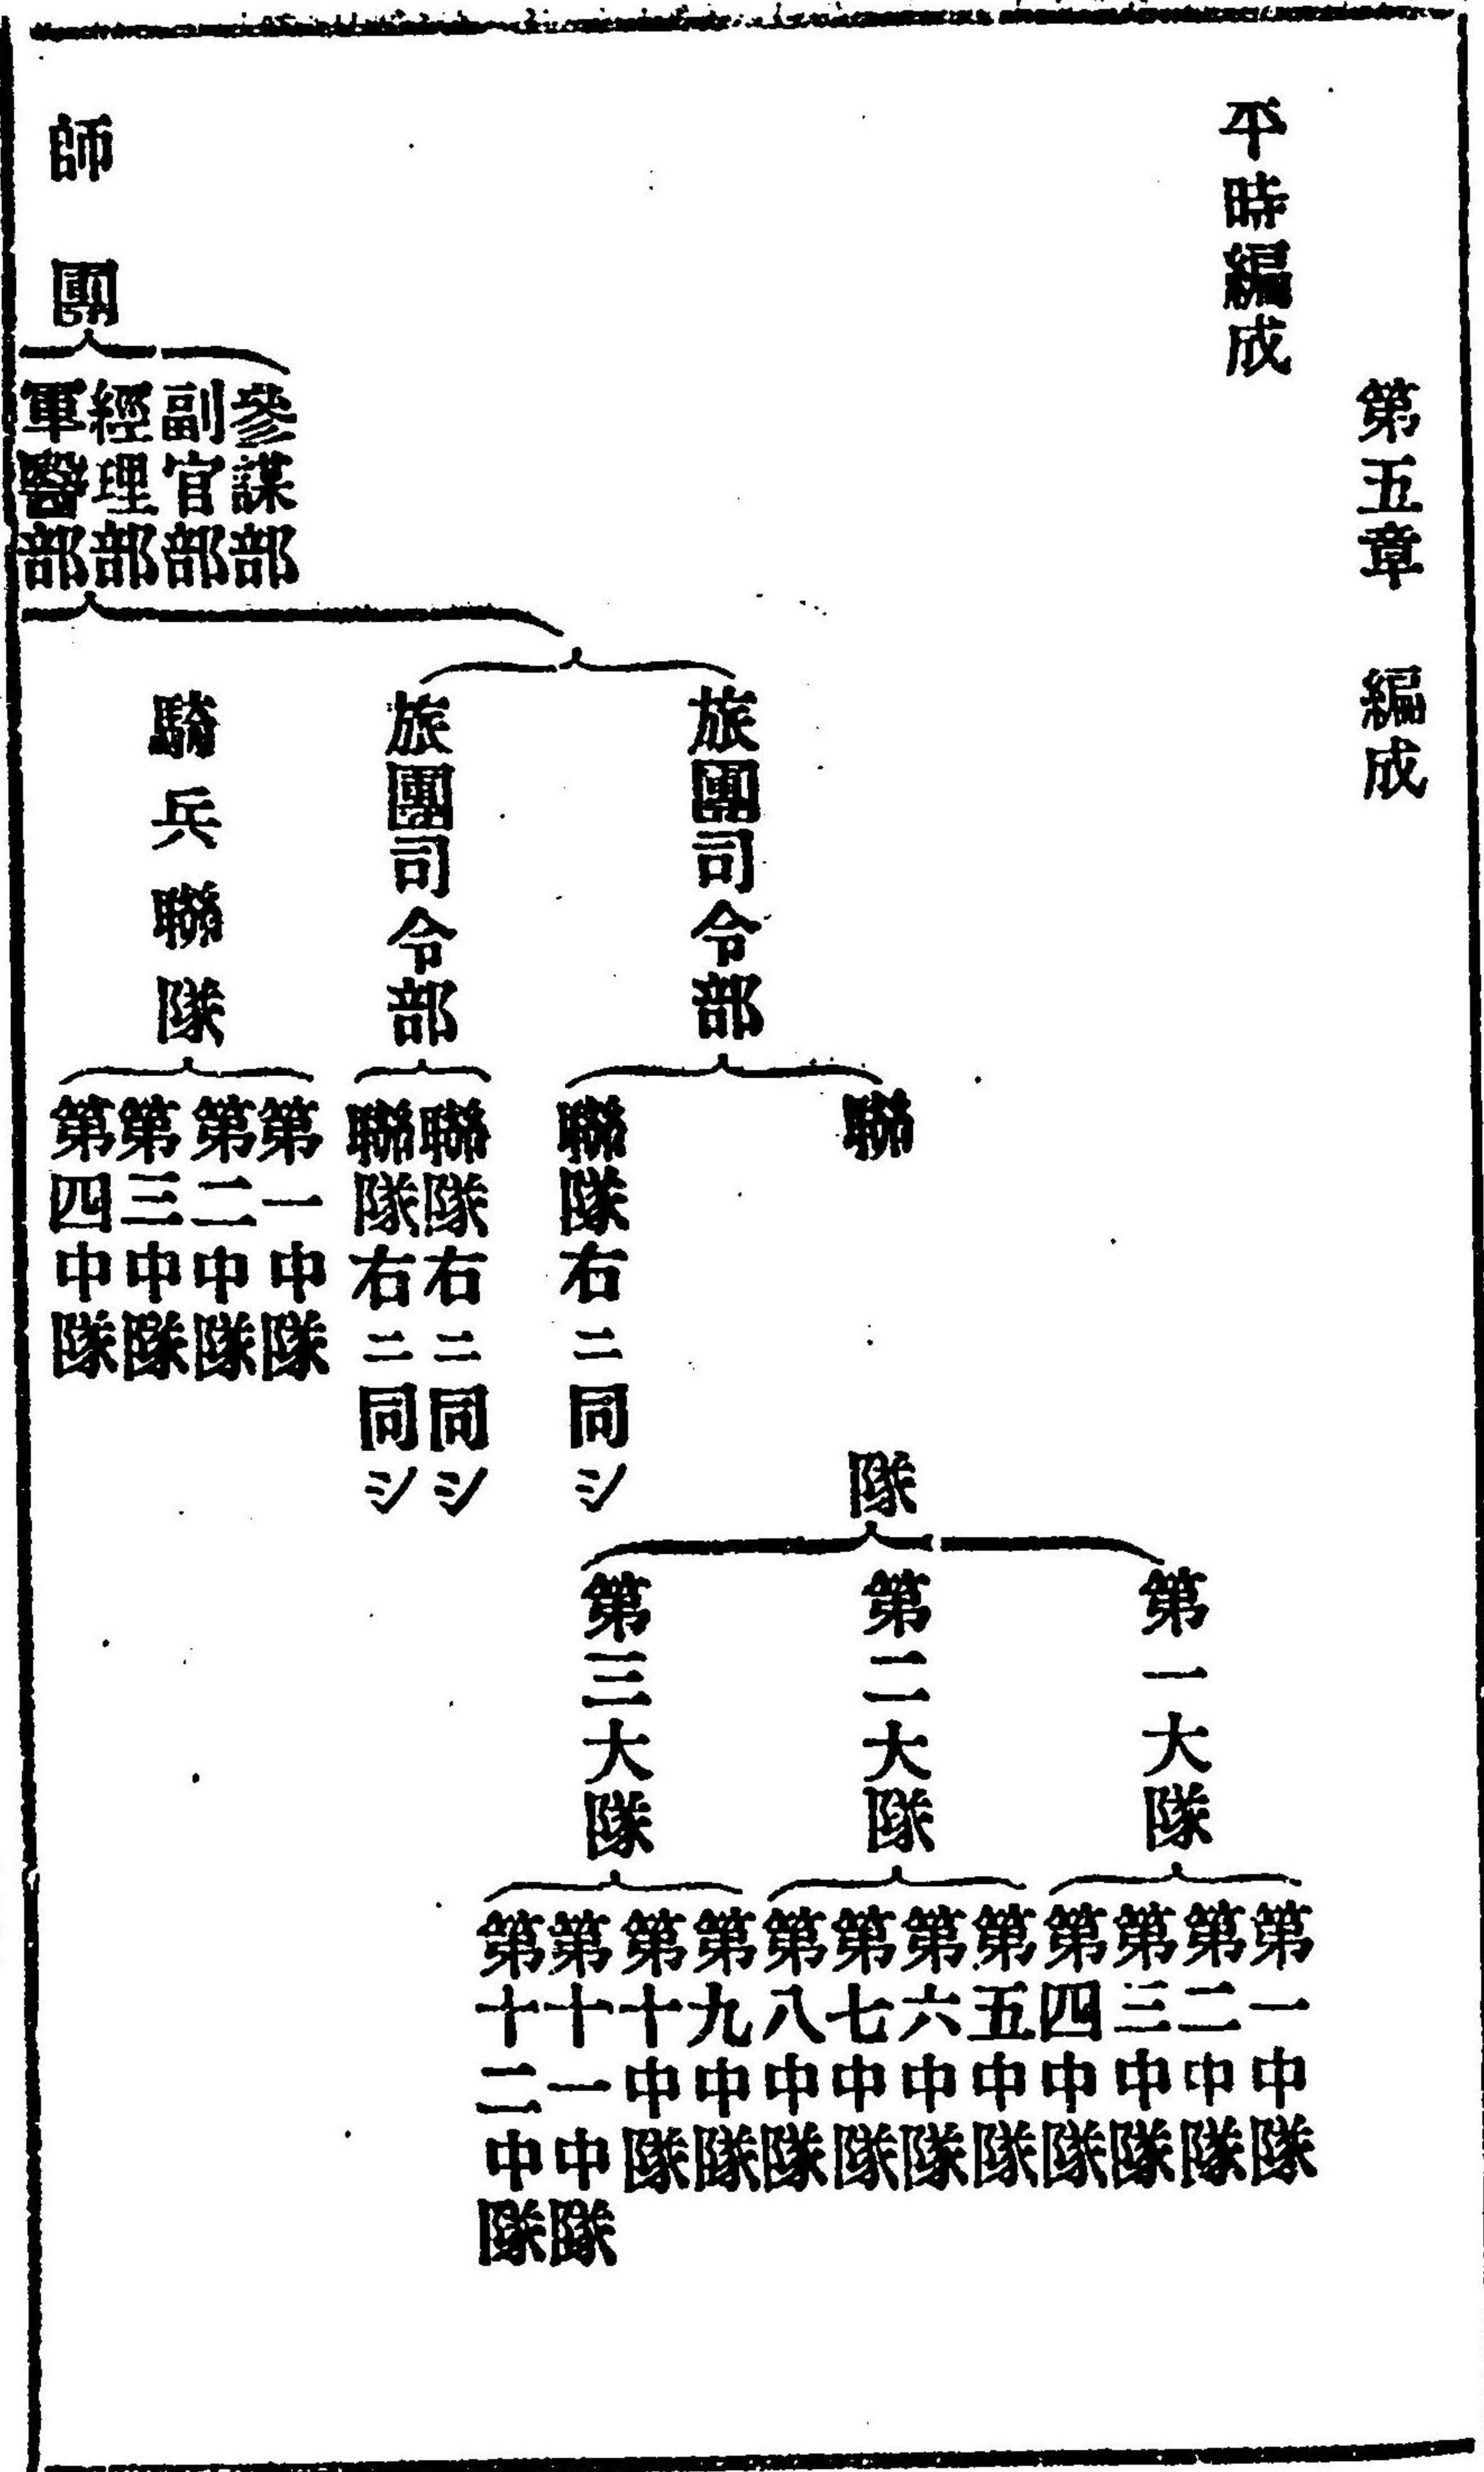 第五章 編成
平時編成
師團
參謀部
副官部
經理部
軍醫部
旅團司令部
聯隊
第一大隊
第一中隊
第二中隊
第三中隊
第四中隊
第二大隊
第五中隊
第六中隊
第七中隊
第八中隊
第三大隊
第九中隊
第十中隊
第十一中隊
第十二中隊
聯隊右ニ同シ
旅團司令部
聯隊右ニ同シ
聯隊右ニ同シ
騎兵聯隊
第一中隊
第二中隊
第三中隊
第四中隊